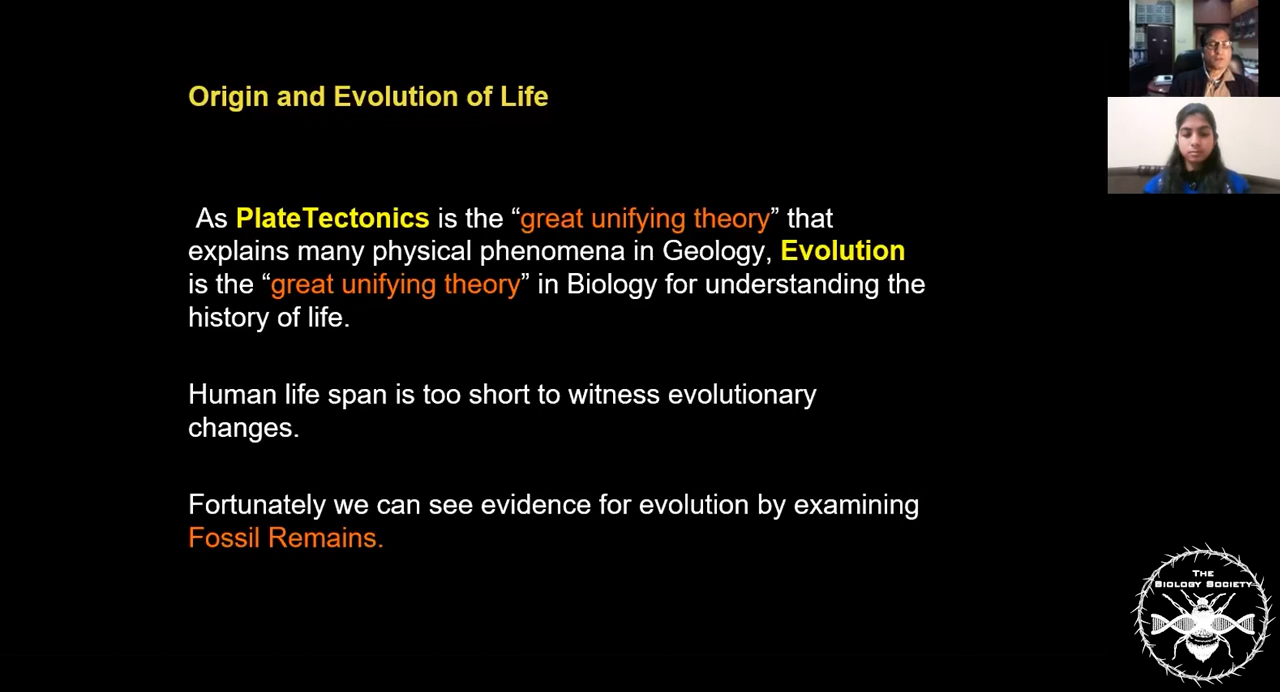 Origin and Evolution of Life
As PlateTectonics is the “great unifying theory” that
explains many physical phenomena in Geology, Evolution
is the “great unifying theory” in Biology for understanding the
history of life.
Human life span is too short to witness evolutionary
changes.
Fortunately we can see evidence for evolution by examining
Fossil Remains.
THE
BIOLOGY SOCIETY